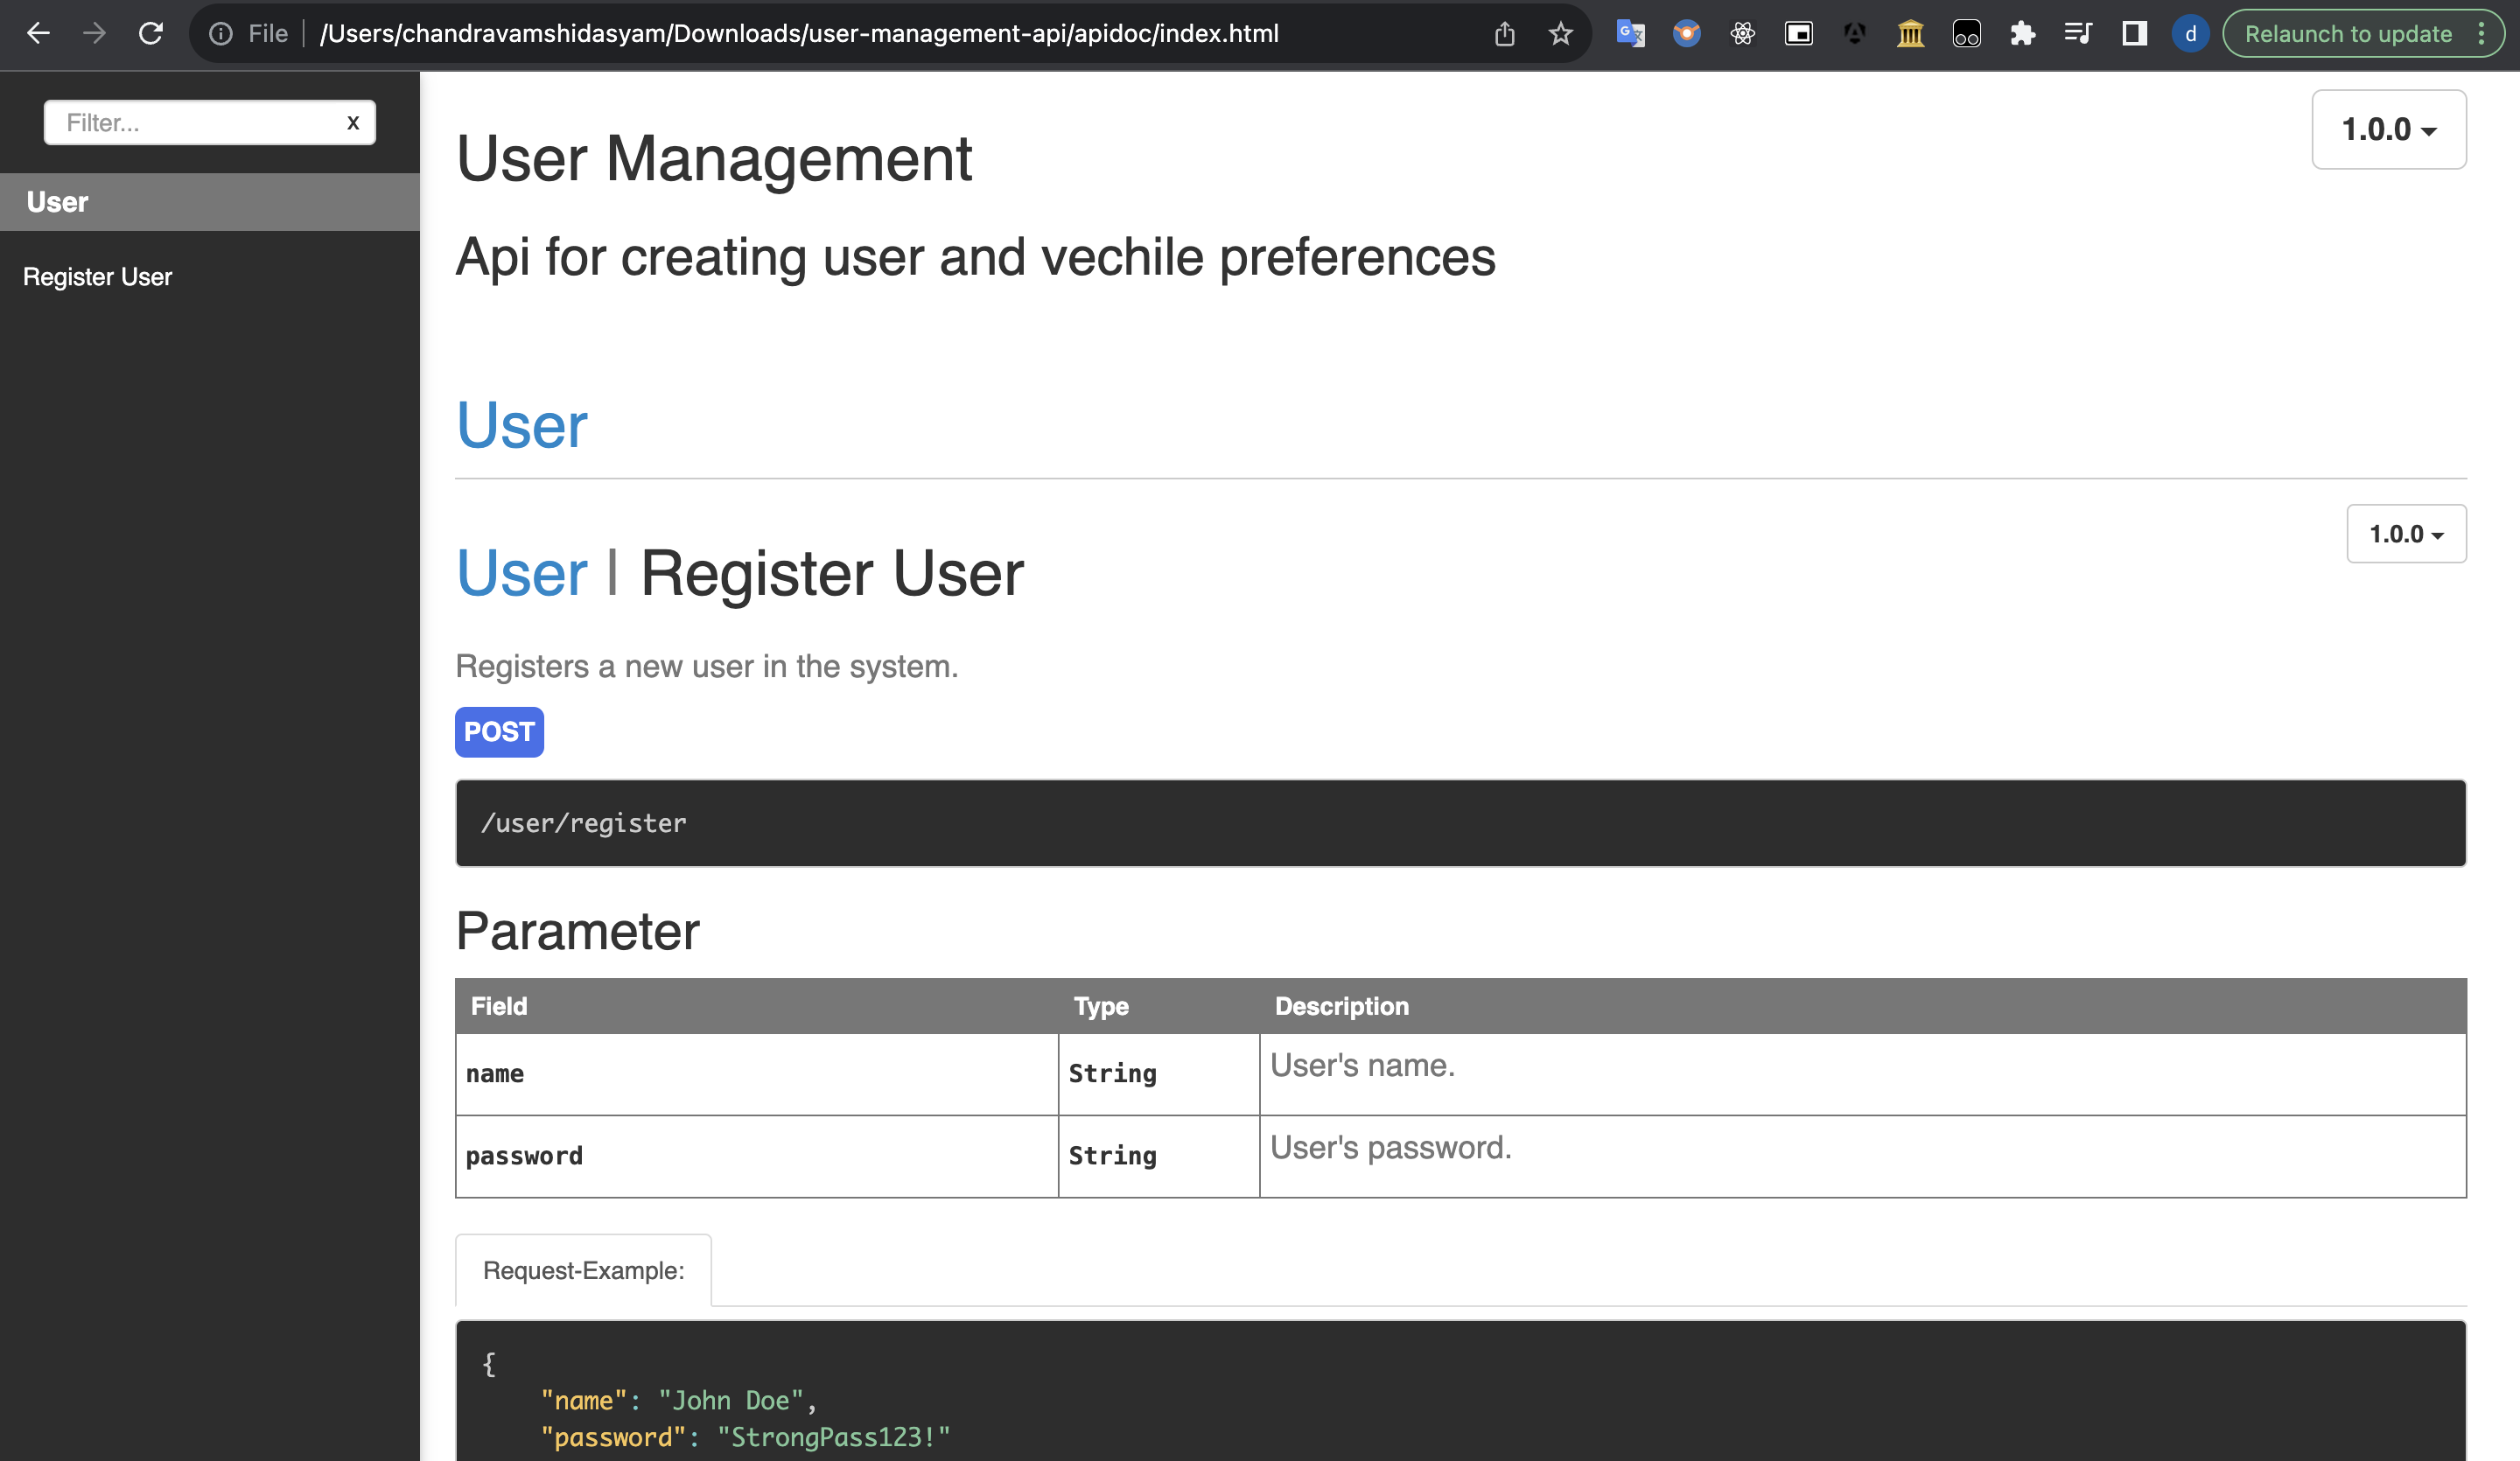 File
/Users/chandravamshidasyam/Downloads/user-management-api/apidoc/index.html
d
Relaunch to update
Filter...
x
User
Register User
User Management
1.0.0
Api for creating user and vechile preferences
User
User | Register User
1.0.0
Registers a new user in the system.
POST
/user/register
Parameter
Field Type Description
name String User's name.
password String User's password.
Request-Example:
{
"name": "John Doe",
"password": "StrongPass123!"